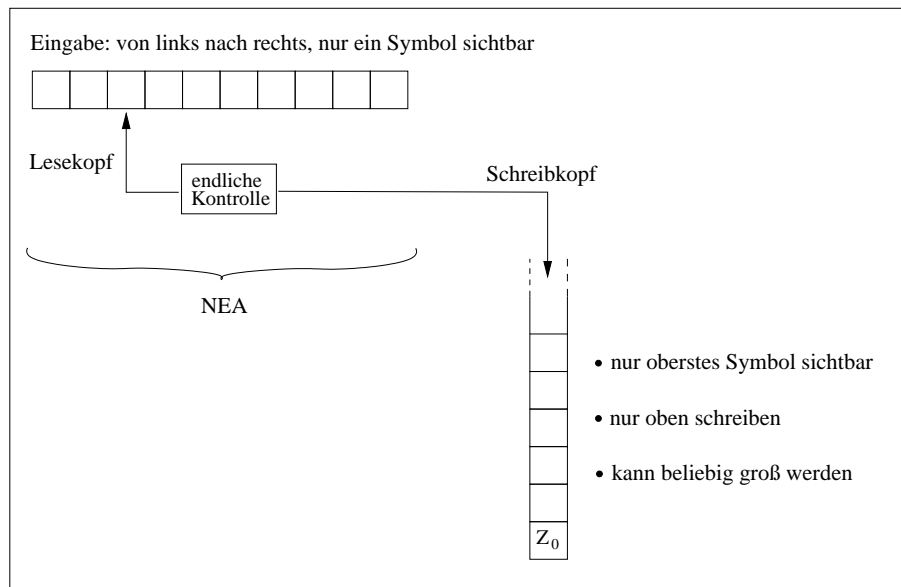 Eingabe: von links nach rechts, nur ein Symbol sichtbar
Lesekopf
endliche
Kontrolle
Schreibkopf
NEA
• nur oberstes Symbol sichtbar
• nur oben schreiben
• kann beliebig groß werden
Z₀